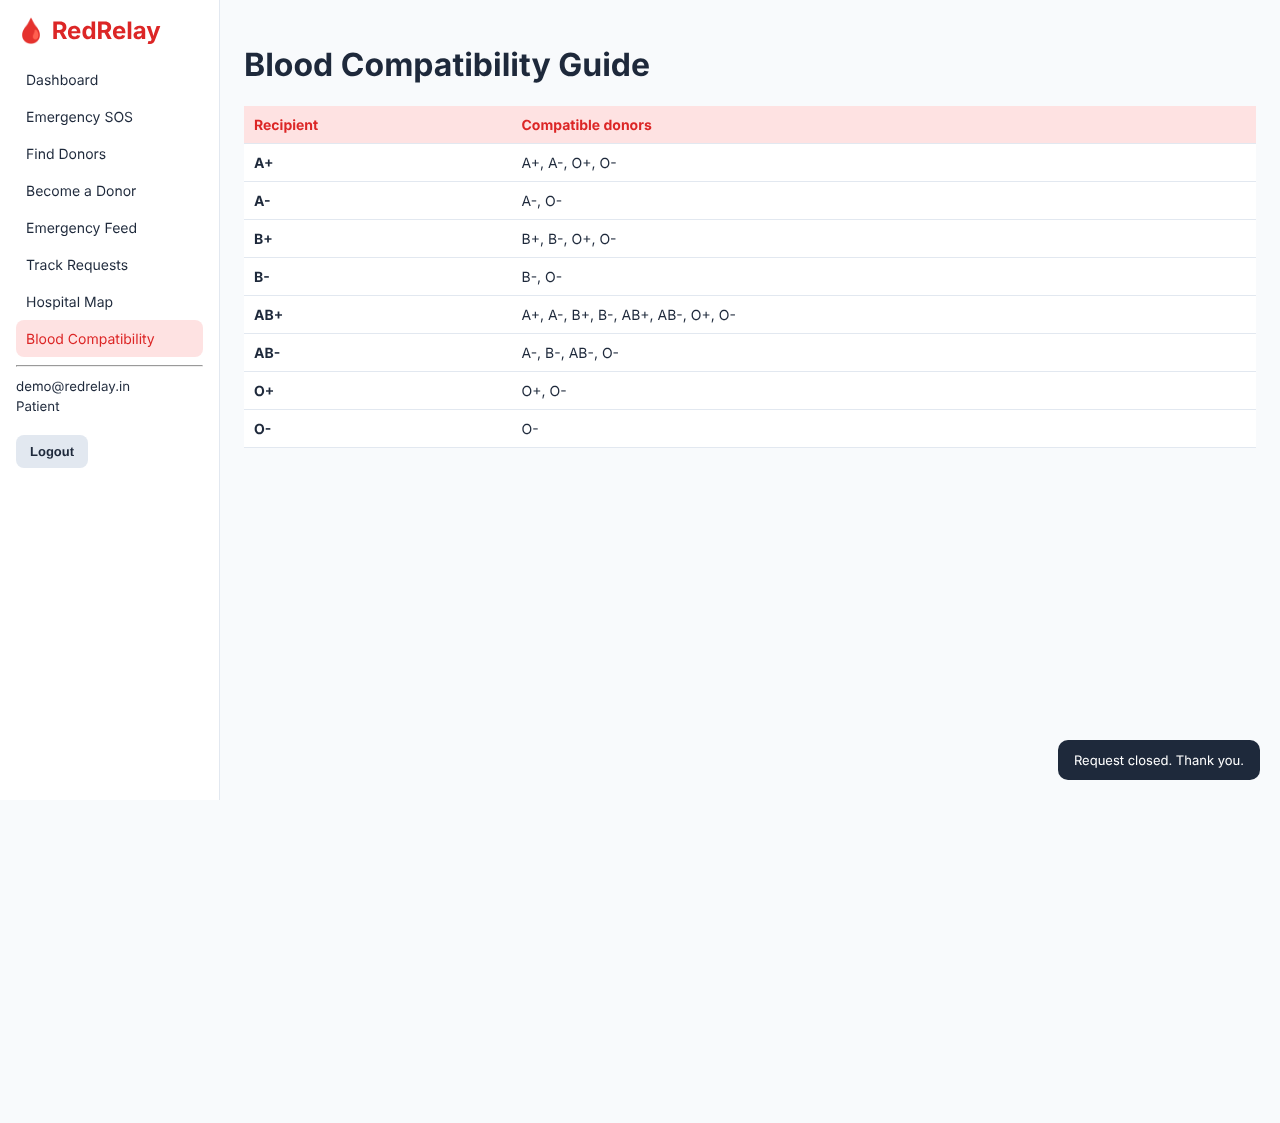 RedRelay
Dashboard
Emergency SOS
Find Donors
Become a Donor
Emergency Feed
Track Requests
Hospital Map
Blood Compatibility
demo@redrelay.in
Patient
Logout
Blood Compatibility Guide
Recipient Compatible donors
A+ A+, A-, O+, O-
A- A-, O-
B+ B+, B-, O+, O-
B- B-, O-
AB+ A+, A-, B+, B-, AB+, AB-, O+, O-
AB- A-, B-, AB-, O-
O+ O+, O-
O- O-
Request closed. Thank you.